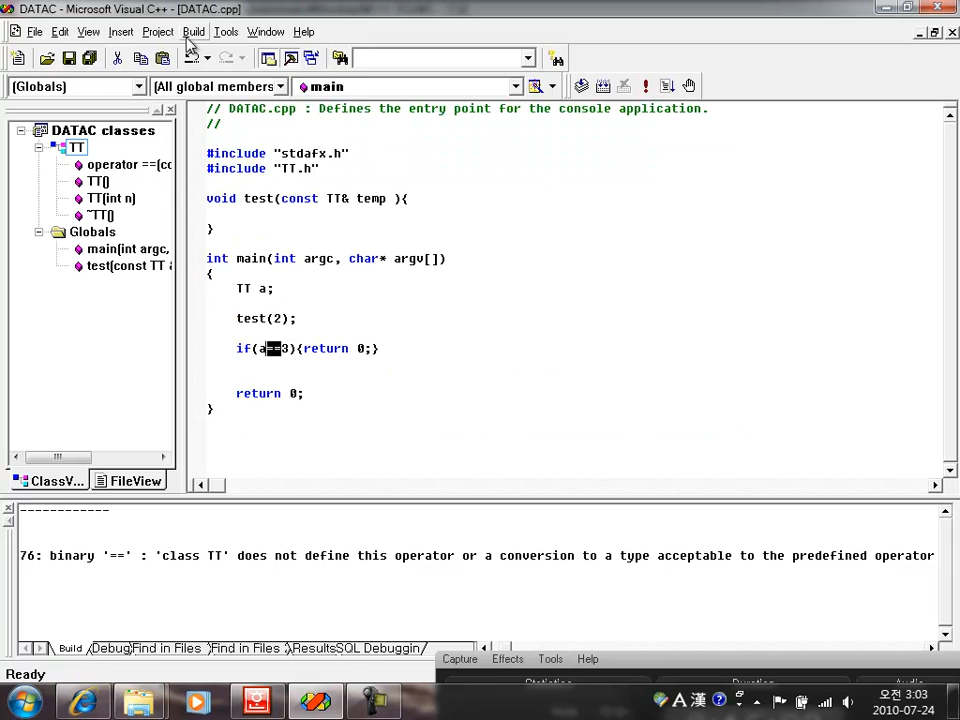 DATAC - Microsoft Visual C++ - [DATAC.cpp]
File Edit View Insert Project Build Tools Window Help
(Globals) (All global members main
DATAC classes
TT
operator ==(cc
TT()
TT(int n)
~TT()
Globals
main(int argc,
test(const TT &
ClassV... FileView
// DATAC.cpp : Defines the entry point for the console application.
//
#include "stdafx.h"
#include "TT.h"
void test(const TT& temp ){
}
int main(int argc, char* argv[])
{
TT a;
test(2);
if(a==3){return 0;}
return 0;
}
------------
76: binary '==' : 'class TT' does not define this operator or a conversion to a type acceptable to the predefined operator
Build Debug Find in Files Find in Files Results SQL Debuggin
Ready
Capture Effects Tools Help
A 漢
오전 3:03
2010-07-24